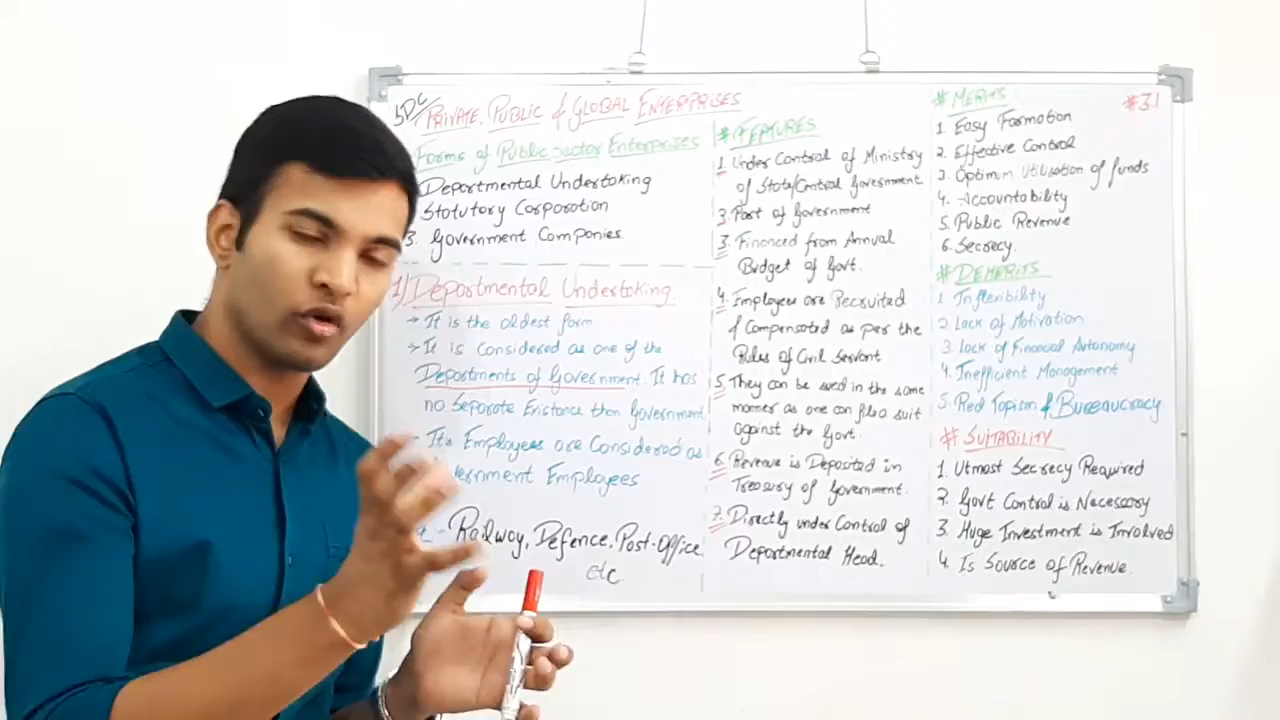 SDC/PRIVATE, PUBLIC & GLOBAL ENTERPRISES
Forms of Public Sector Enterprises
Departmental Undertaking
Statutory Corporation
3. Government Companies
1) Departmental Undertaking
→ It is the oldest form
→ It is Considered as one of the
Departments of Government. It has
no Separate Existance than Government
- Its Employees are Considered as
ernment Employees
- Railway, Defence, Post-Office
etc
# FEATURES
1. Under Control of Ministry
of State/Central Government
2. Part of Government
3. Financed from Annual
Budget of Govt.
4. Employees are Recruited
& Compensated as per the
Rules of Civil Servant
5. They can be sued in the same
manner as one can file a suit
against the Govt.
6. Revenue is Deposited in
Treasury of Government.
7. Directly under Control of
Departmental Head.
# MERITS
#3.1
1. Easy Formation
2. Effective Control
3. Optimum Utilisation of funds
4. Accountability
5. Public Revenue
6. Secrecy.
# DEMERITS
1 Inflexibility
2. Lack of Motivation
3. Lack of Financial Autonomy
4. Inefficient Management
5. Red Tapism & Bureaucracy
# SUITABILITY
1. Utmost Secrecy Required
2. Govt Control is Necessary
3. Huge Investment is Involved
4. Is Source of Revenue.